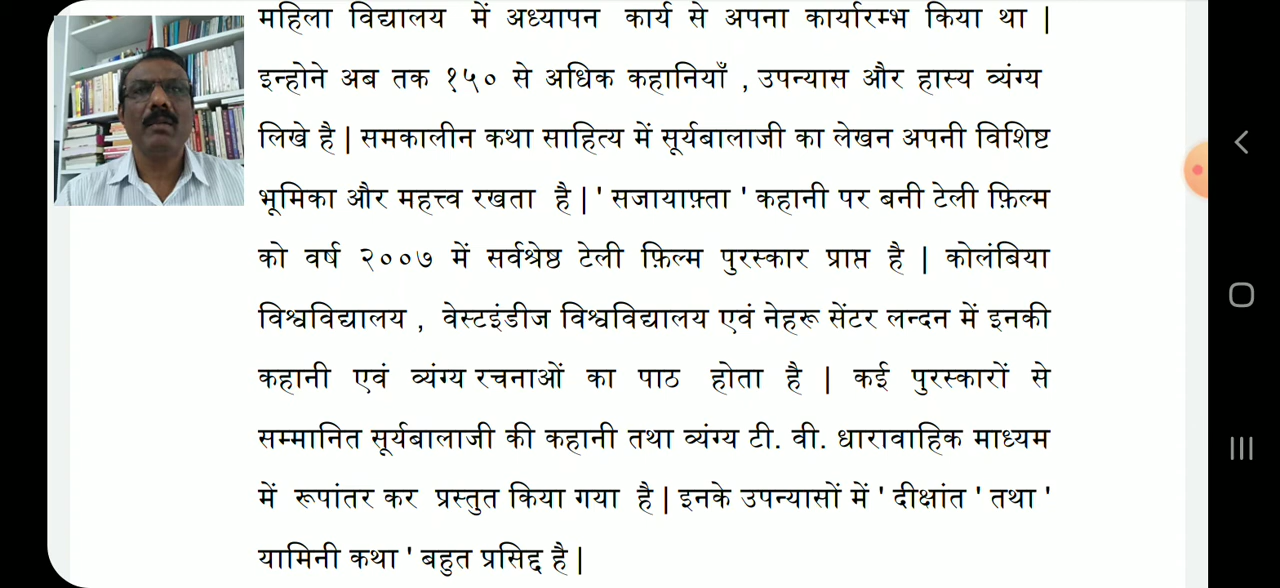 महिला विद्यालय में अध्यापन कार्य से अपना कार्यारम्भ किया था |
इन्होने अब तक १५० से अधिक कहानियाँ , उपन्यास और हास्य व्यंग्य
लिखे है | समकालीन कथा साहित्य में सूर्यबालाजी का लेखन अपनी विशिष्ट
भूमिका और महत्त्व रखता है | ' सजायाफ़्ता ' कहानी पर बनी टेली फ़िल्म
को वर्ष २००७ में सर्वश्रेष्ठ टेली फ़िल्म पुरस्कार प्राप्त है | कोलंबिया
विश्वविद्यालय , वेस्टइंडीज विश्वविद्यालय एवं नेहरू सेंटर लन्दन में इनकी
कहानी एवं व्यंग्य रचनाओं का पाठ होता है | कई पुरस्कारों से
सम्मानित सूर्यबालाजी की कहानी तथा व्यंग्य टी. वी. धारावाहिक माध्यम
में रूपांतर कर प्रस्तुत किया गया है | इनके उपन्यासों में ' दीक्षांत ' तथा '
यामिनी कथा ' बहुत प्रसिद्द है |